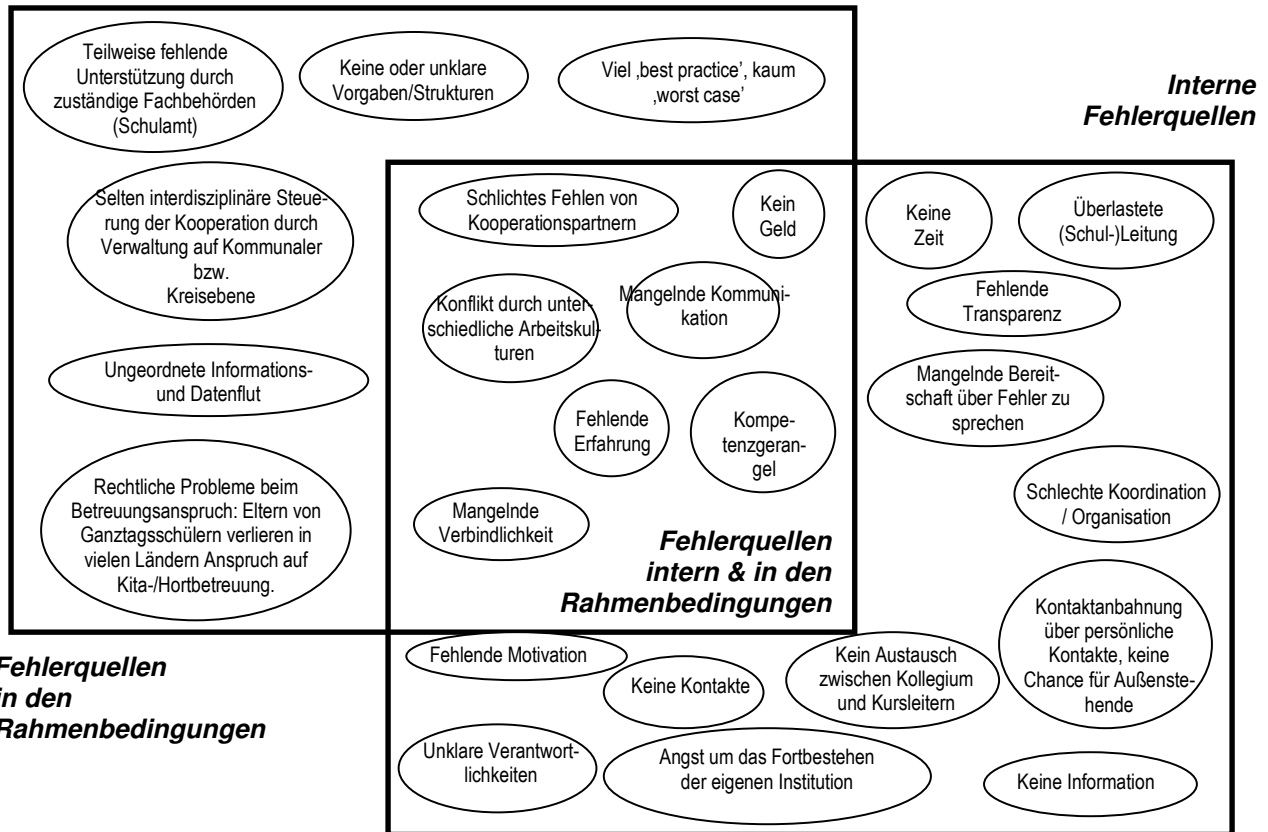 Teilweise fehlende
Unterstützung durch
zuständige Fachbehörden
(Schulamt)
Keine oder unklare
Vorgaben/Strukturen
Viel ‚best practice’, kaum
‚worst case’
Interne
Fehlerquellen
Selten interdisziplinäre Steue-
rung der Kooperation durch
Verwaltung auf Kommunaler
bzw.
Kreisebene
Schlichtes Fehlen von
Kooperationspartnern
Kein
Geld
Keine
Zeit
Überlastete
(Schul-)Leitung
Konflikt durch unter-
schiedliche Arbeitskul-
turen
Mangelnde Kommuni-
kation
Fehlende
Transparenz
Ungeordnete Informations-
und Datenflut
Mangelnde Bereit-
schaft über Fehler zu
sprechen
Fehlende
Erfahrung
Kompe-
tenzgeran-
gel
Rechtliche Probleme beim
Betreuungsanspruch: Eltern von
Ganztagsschülern verlieren in
vielen Ländern Anspruch auf
Kita-/Hortbetreuung.
Mangelnde
Verbindlichkeit
Schlechte Koordination
/ Organisation
Fehlerquellen
intern & in den
Rahmenbedingungen
Kontaktanbahnung
über persönliche
Kontakte, keine
Chance für Außenste-
hende
Fehlerquellen
in den
Rahmenbedingungen
Fehlende Motivation
Keine Kontakte
Kein Austausch
zwischen Kollegium
und Kursleitern
Unklare Verantwort-
lichkeiten
Angst um das Fortbestehen
der eigenen Institution
Keine Information